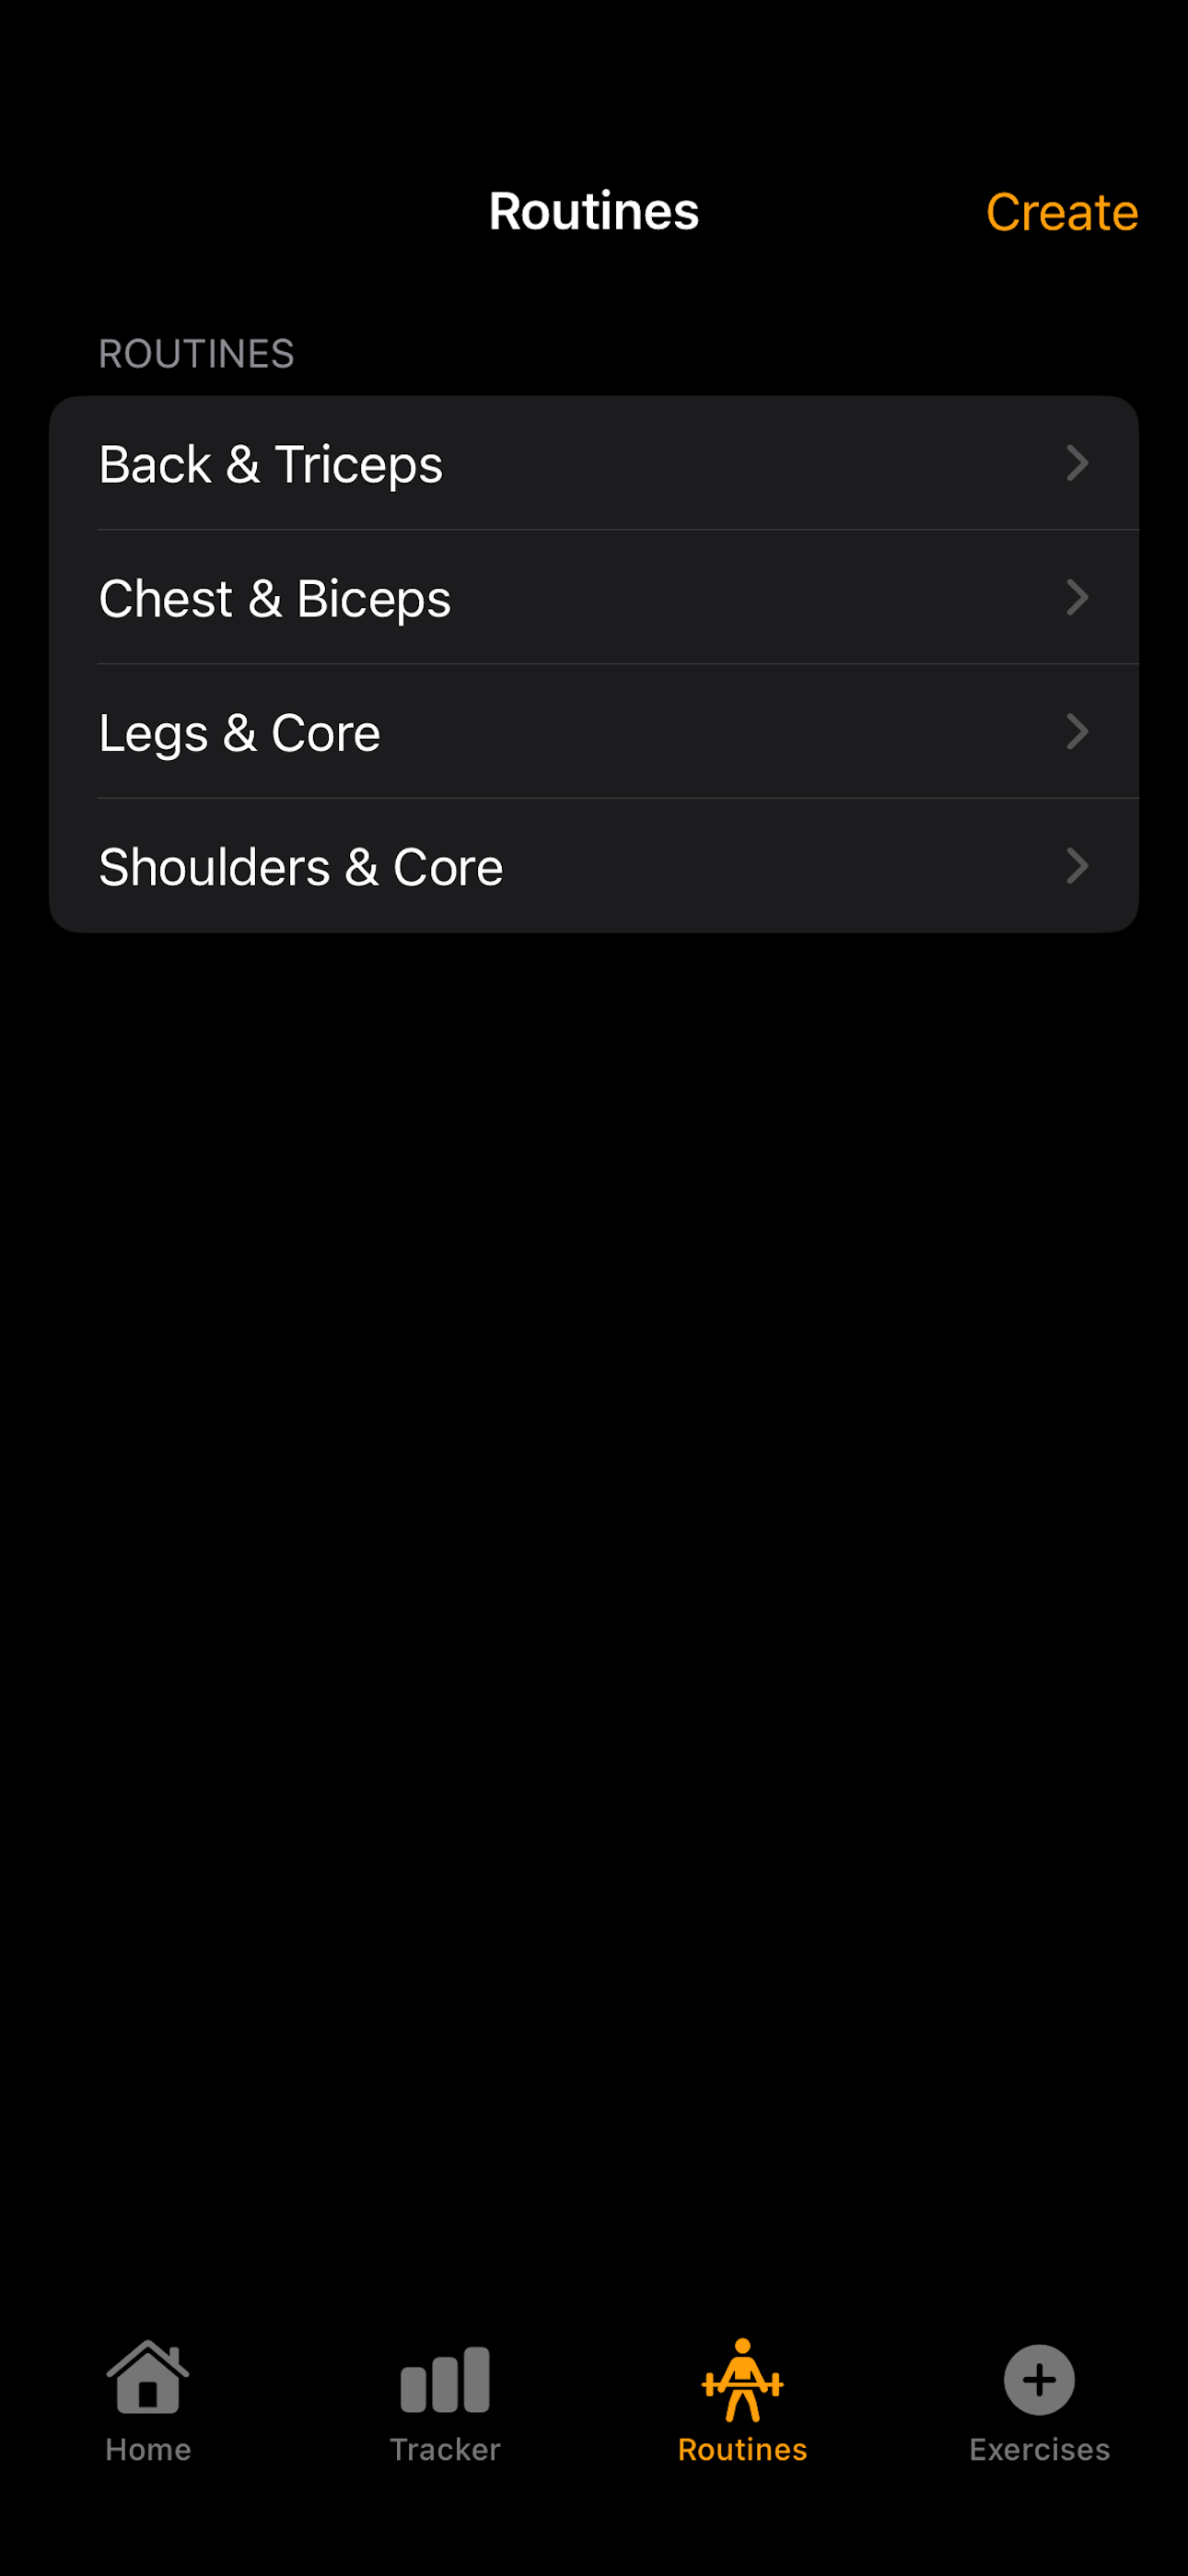 Routines
Create
ROUTINES
Back & Triceps
Chest & Biceps
Legs & Core
Shoulders & Core
Home
Tracker
Routines
Exercises